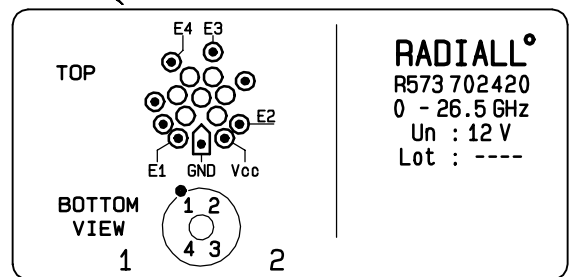 E4 E3
TOP
E2
E1 GND Vcc
BOTTOM
VIEW
1 2
4 3
1 2
RADIALL°
R573 702420
0 - 26.5 GHz
Un : 12 V
Lot : ----